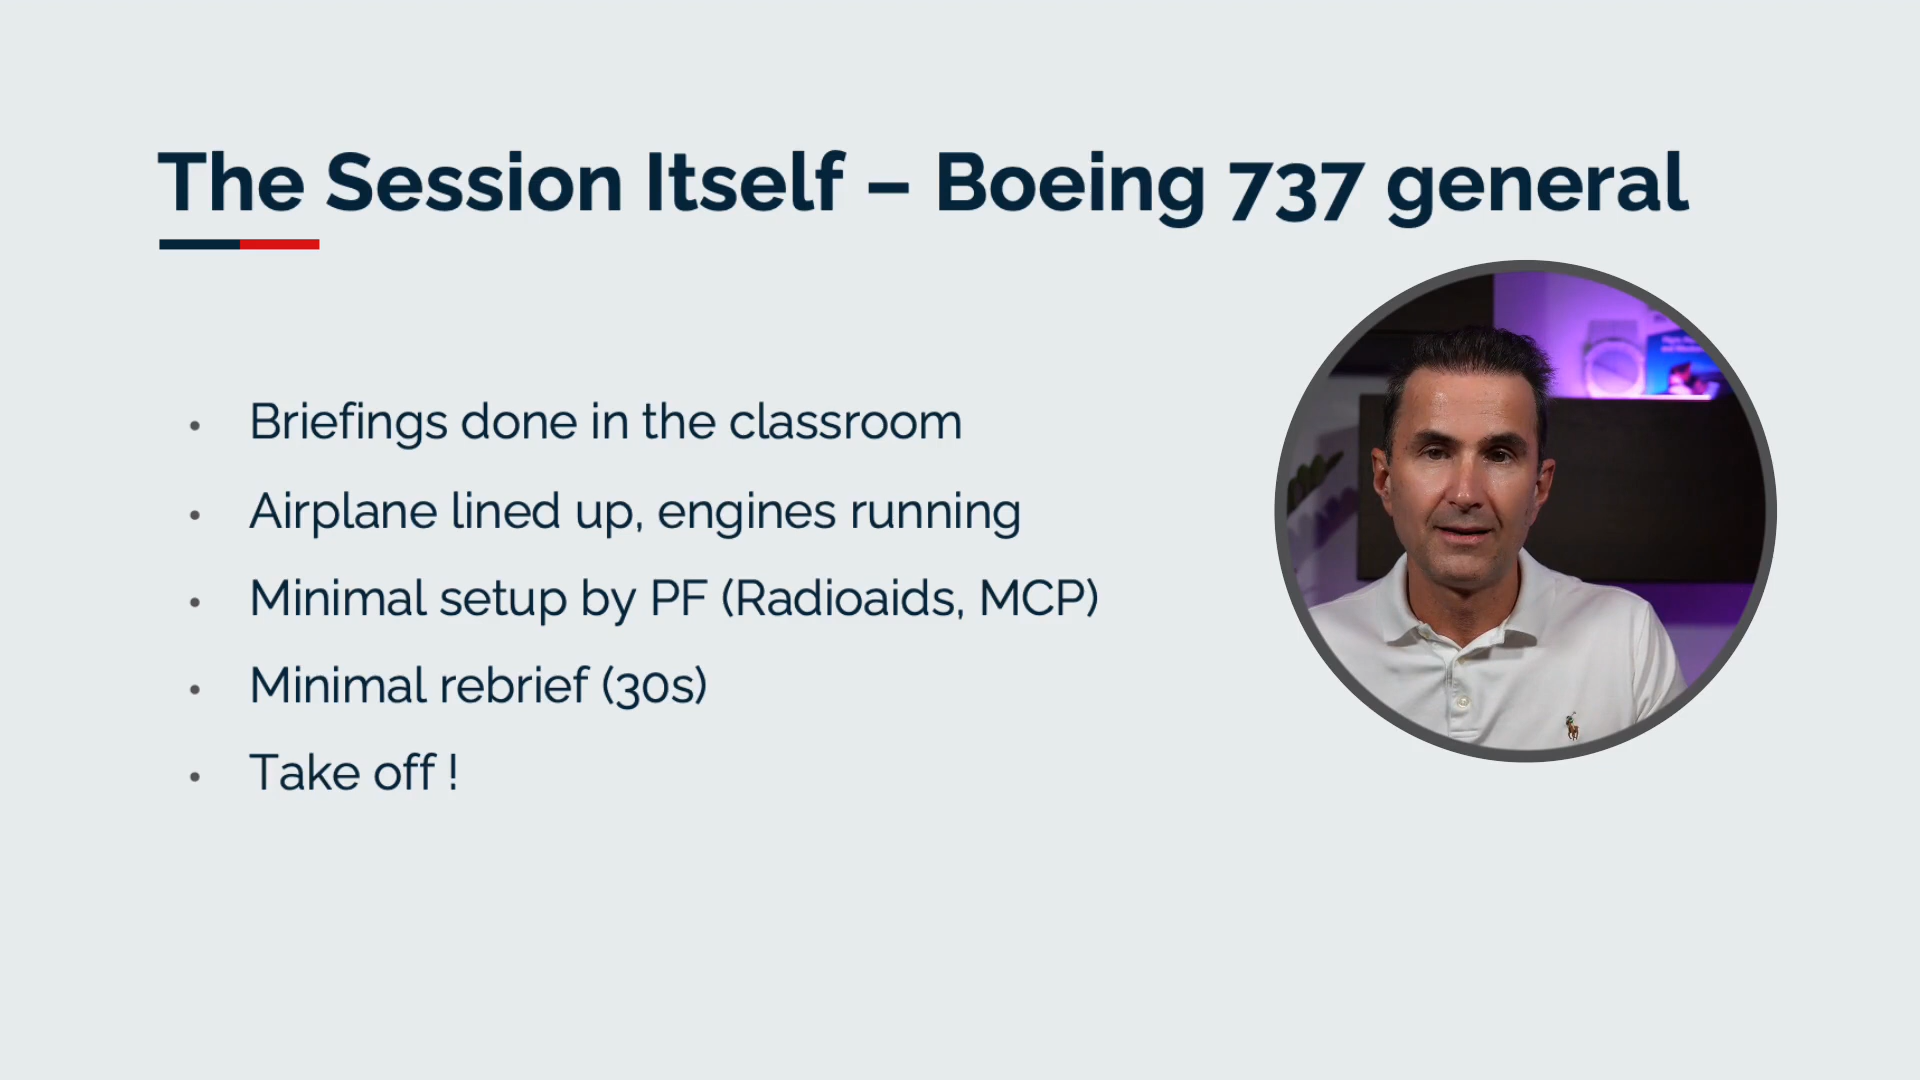 The Session Itself – Boeing 737 general
• Briefings done in the classroom
• Airplane lined up, engines running
• Minimal setup by PF (Radioaids, MCP)
• Minimal rebrief (30s)
• Take off !